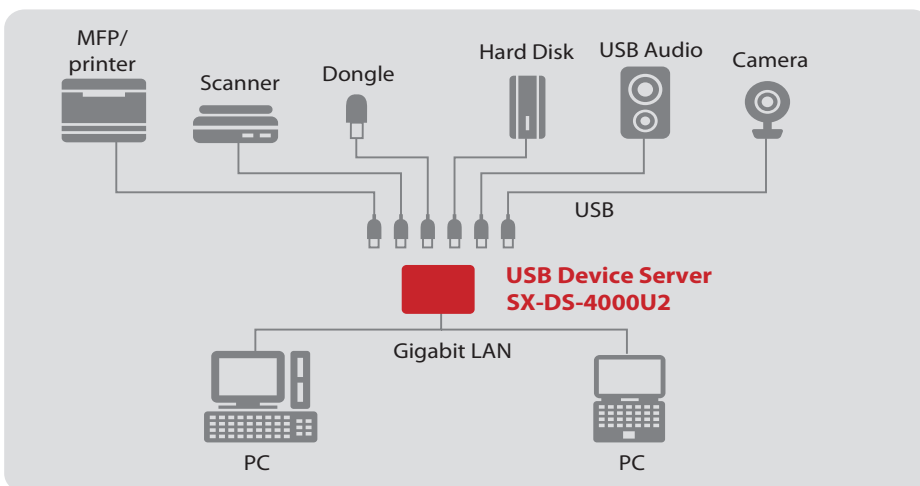 MFP/
printer
Scanner
Dongle
Hard Disk
USB Audio
Camera
USB
USB Device Server
SX-DS-4000U2
Gigabit LAN
PC
PC